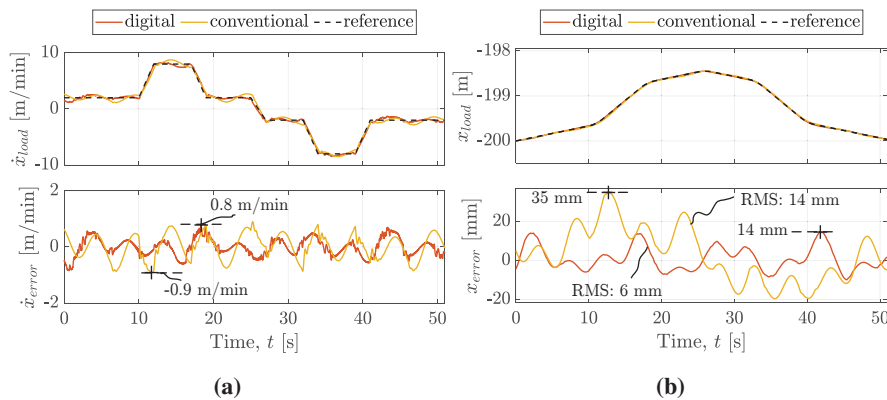 digital conventional reference
10
0
-10
ẋ_load [m/min]
2
0
-2
ẋ_error [m/min]
0.8 m/min
-0.9 m/min
0 10 20 30 40 50
Time, t [s]
(a)
digital conventional reference
-198
-199
-200
x_load [m]
20
0
-20
x_error [mm]
35 mm
RMS: 14 mm
14 mm
RMS: 6 mm
0 10 20 30 40 50
Time, t [s]
(b)